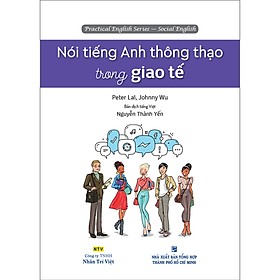 Practical English Series – Social English
Nói tiếng Anh thông thạo
trong giao tế
Peter Lal, Johnny Wu
Bản dịch tiếng Việt
Nguyễn Thành Yến
NTV
Công ty TNHH
Nhân Trí Việt
NHÀ XUẤT BẢN TỔNG HỢP
THÀNH PHỐ HỒ CHÍ MINH